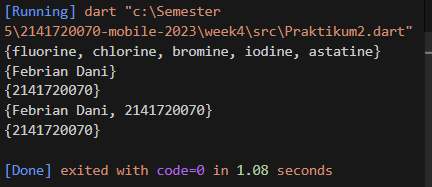 [Running] dart "c:\Semester
5\2141720070-mobile-2023\week4\src\Praktikum2.dart"
{fluorine, chlorine, bromine, iodine, astatine}
{Febrian Dani}
{2141720070}
{Febrian Dani, 2141720070}
{2141720070}
[Done] exited with code=0 in 1.08 seconds